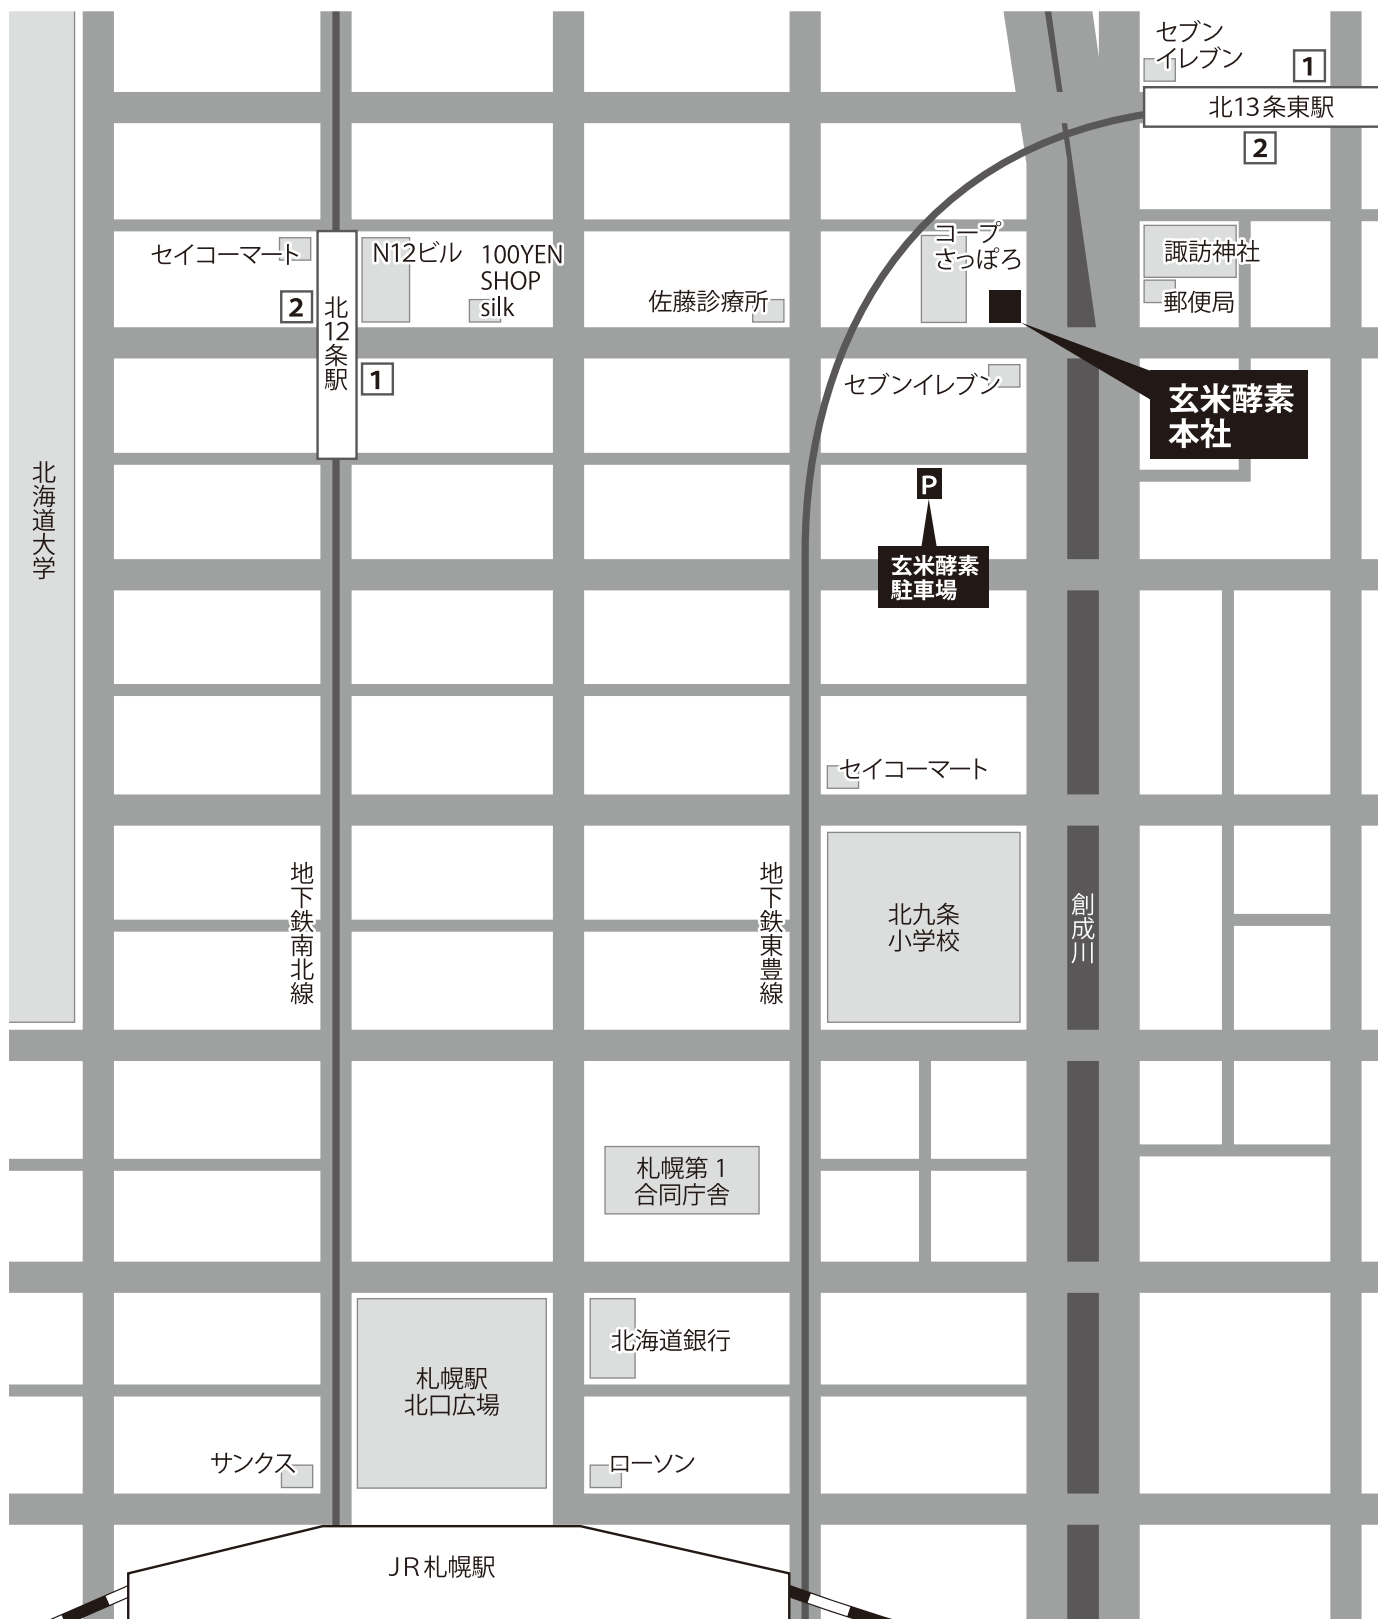 セブン
イレブン
1
北13条東駅
2
セイコーマート
N12ビル
100YEN
SHOP
silk
コープ
さっぽろ
諏訪神社
郵便局
佐藤診療所
2
北12条駅
1
セブンイレブン
玄米酵素
本社
P
玄米酵素
駐車場
北海道大学
セイコーマート
地下鉄南北線
地下鉄東豊線
北九条
小学校
創成川
札幌第1
合同庁舎
北海道銀行
札幌駅
北口広場
サンクス
ローソン
JR札幌駅